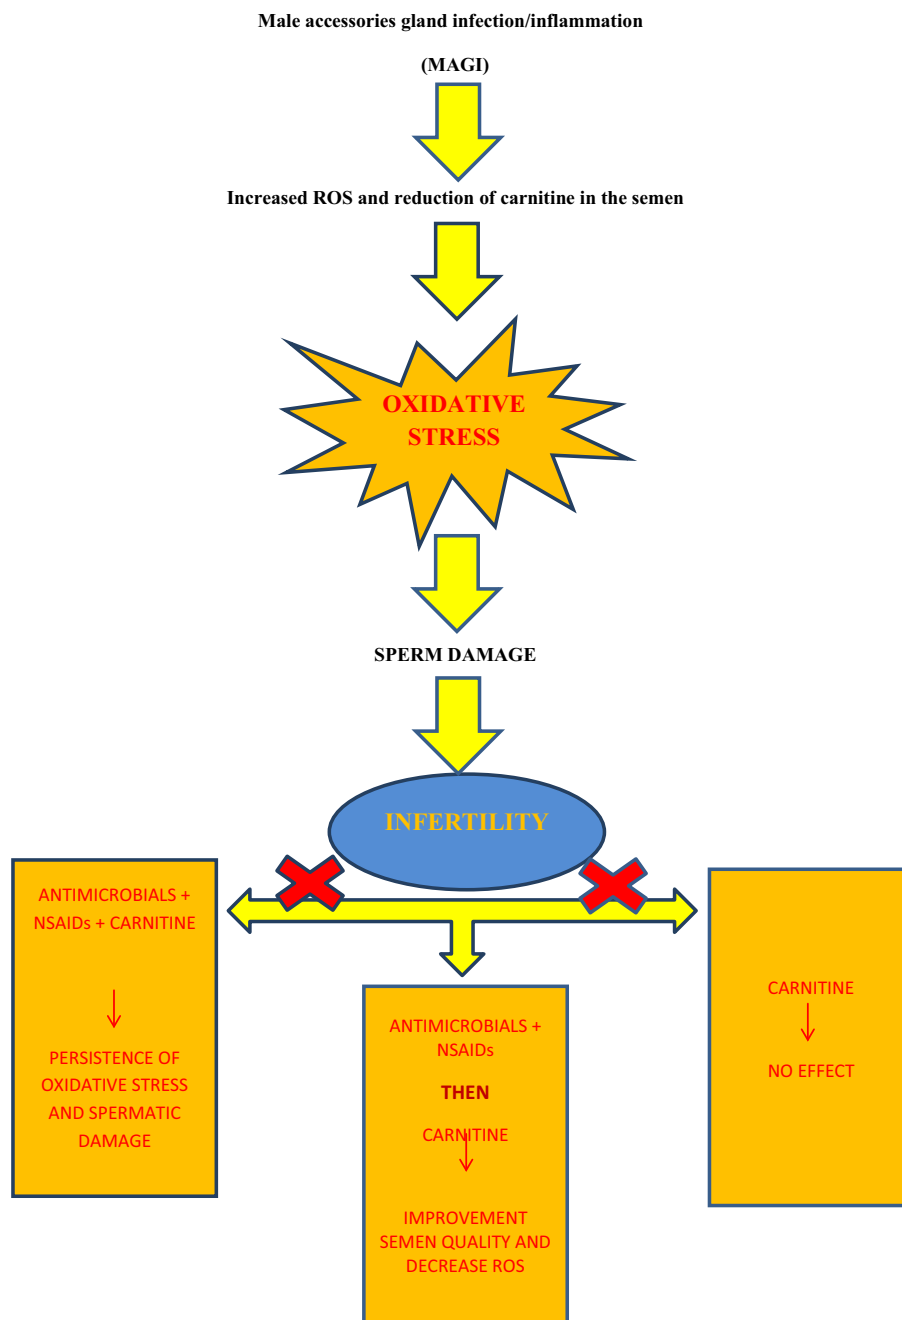 Male accessories gland infection/inflammation
(MAGI)
Increased ROS and reduction of carnitine in the semen
OXIDATIVE
STRESS
SPERM DAMAGE
INFERTILITY
ANTIMICROBIALS +
NSAIDs + CARNITINE
PERSISTENCE OF
OXIDATIVE STRESS
AND SPERMATIC
DAMAGE
ANTIMICROBIALS +
NSAIDs
THEN
CARNITINE
IMPROVEMENT
SEMEN QUALITY AND
DECREASE ROS
CARNITINE
NO EFFECT